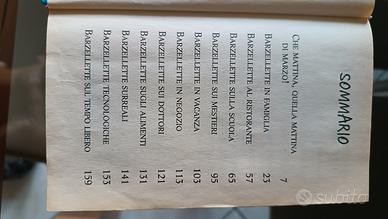 SOMMARIO
CHE MATTINA, QUELLA MATTINA
DI MARZO! 7
BARZELLETTE IN FAMIGLIA 23
BARZELLETTE AL RISTORANTE 57
BARZELLETTE SULLA SCUOLA 65
BARZELLETTE SUI MESTIERI 95
BARZELLETTE IN VACANZA 103
BARZELLETTE IN NEGOZIO 113
BARZELLETTE SUI DOTTORI 121
BARZELLETTE SUGLI ALIMENTI 131
BARZELLETTE SURREALI 141
BARZELLETTE TECNOLOGICHE 153
BARZELLETTE SUL TEMPO LIBERO 159
subito